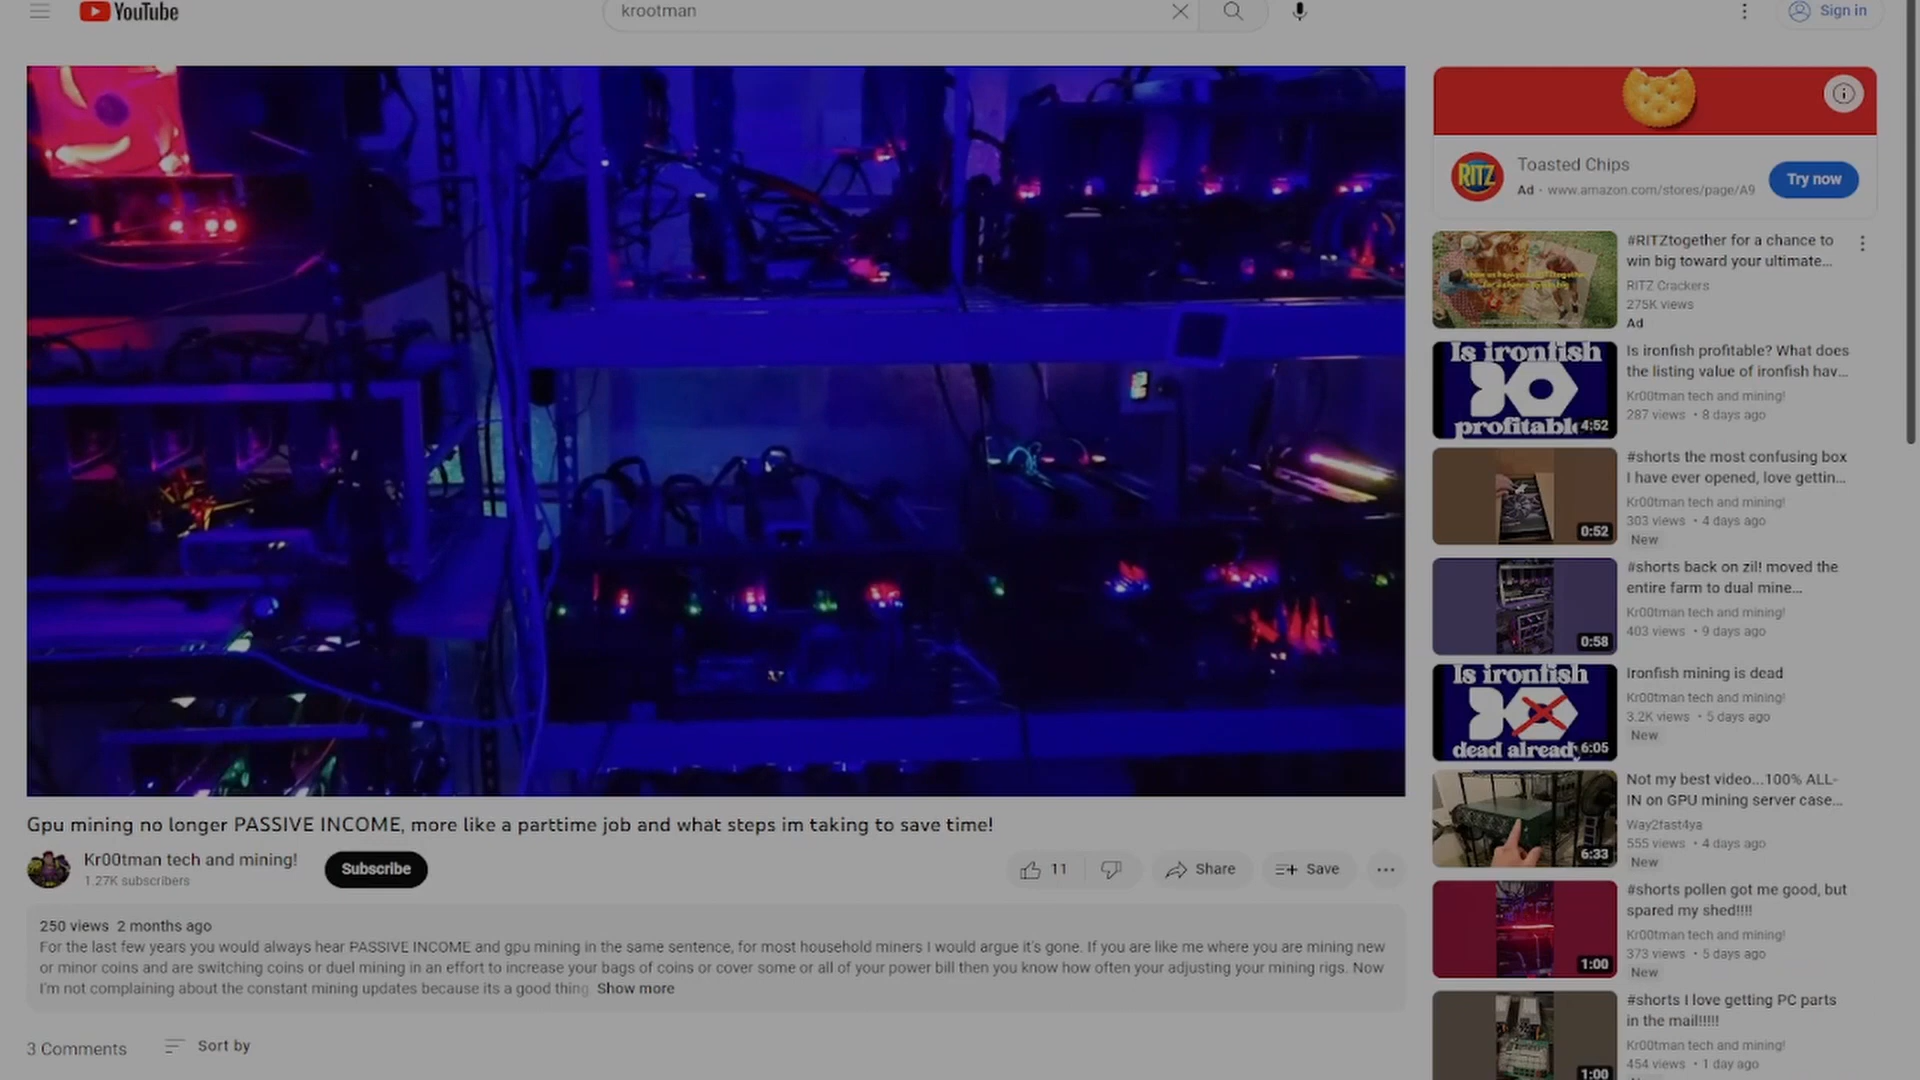 YouTube
krootman
Sign in
RITZ
Toasted Chips
Ad · www.amazon.com/stores/page/A9
Try now
#RITZtogether for a chance to
win big toward your ultimate...
RITZ Crackers
275K views
Ad
Is ironfish
profitable
4:52
Is ironfish profitable? What does
the listing value of ironfish hav...
Kr00tman tech and mining!
287 views • 8 days ago
0:52
#shorts the most confusing box
I have ever opened, love gettin...
Kr00tman tech and mining!
303 views • 4 days ago
New
0:58
#shorts back on zil! moved the
entire farm to dual mine...
Kr00tman tech and mining!
403 views • 9 days ago
Is ironfish
dead already
6:05
Ironfish mining is dead
Kr00tman tech and mining!
3.2K views • 5 days ago
New
6:33
Not my best video...100% ALL-
IN on GPU mining server case...
Way2fast4ya
555 views • 4 days ago
New
1:00
#shorts pollen got me good, but
spared my shed!!!!
Kr00tman tech and mining!
373 views • 5 days ago
New
1:00
#shorts I love getting PC parts
in the mail!!!!!
Kr00tman tech and mining!
454 views • 1 day ago
Gpu mining no longer PASSIVE INCOME, more like a parttime job and what steps im taking to save time!
Kr00tman tech and mining!
1.27K subscribers
Subscribe
11
Share
Save
250 views 2 months ago
For the last few years you would always hear PASSIVE INCOME and gpu mining in the same sentence, for most household miners I would argue it's gone. If you are like me where you are mining new
or minor coins and are switching coins or duel mining in an effort to increase your bags of coins or cover some or all of your power bill then you know how often your adjusting your mining rigs. Now
I'm not complaining about the constant mining updates because its a good thing Show more
3 Comments
Sort by